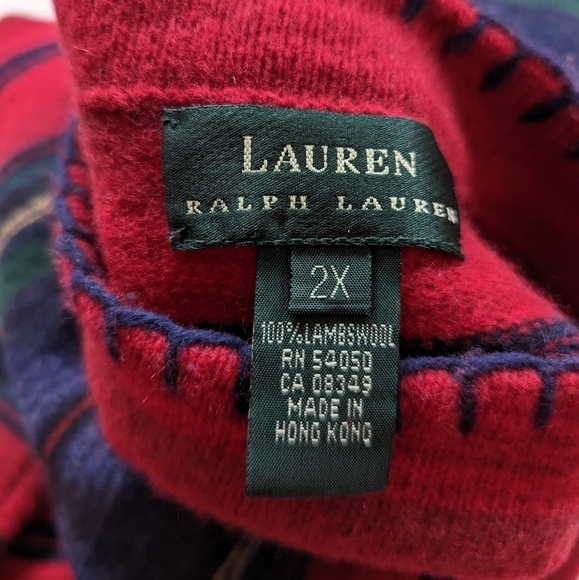 LAUREN
RALPH LAUREN
2X
100% LAMBSWOOL
RN 54050
CA 08349
MADE IN
HONG KONG